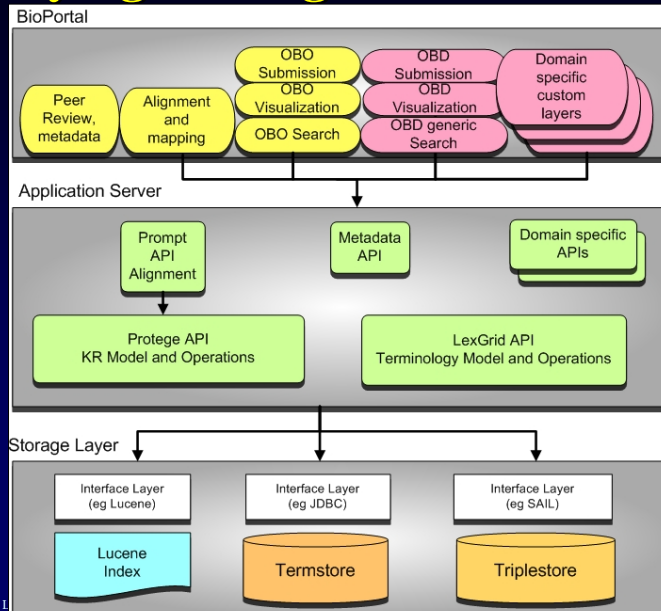 BioPortal
Peer
Review,
metadata
Alignment
and
mapping
OBO
Submission
OBO
Visualization
OBO Search
OBD
Submission
OBD
Visualization
OBD generic
Search
Domain
specific
custom
layers
Application Server
Prompt
API
Alignment
Metadata
API
Domain specific
APIs
Protege API
KR Model and Operations
LexGrid API
Terminology Model and Operations
Storage Layer
Interface Layer
(eg Lucene)
Interface Layer
(eg JDBC)
Interface Layer
(eg SAIL)
Lucene
Index
Termstore
Triplestore